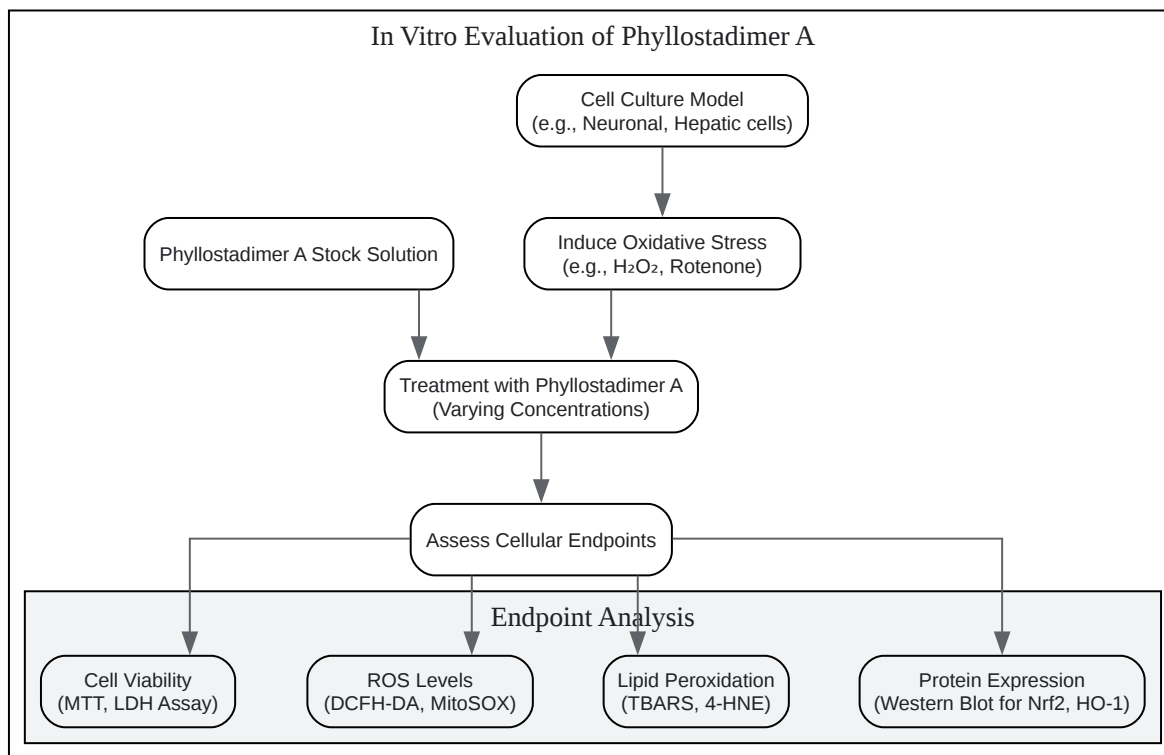 In Vitro Evaluation of Phyllostadimer A
Cell Culture Model
(e.g., Neuronal, Hepatic cells)
Phyllostadimer A Stock Solution
Induce Oxidative Stress
(e.g., H₂O₂, Rotenone)
Treatment with Phyllostadimer A
(Varying Concentrations)
Assess Cellular Endpoints
Endpoint Analysis
Cell Viability
(MTT, LDH Assay)
ROS Levels
(DCFH-DA, MitoSOX)
Lipid Peroxidation
(TBARS, 4-HNE)
Protein Expression
(Western Blot for Nrf2, HO-1)